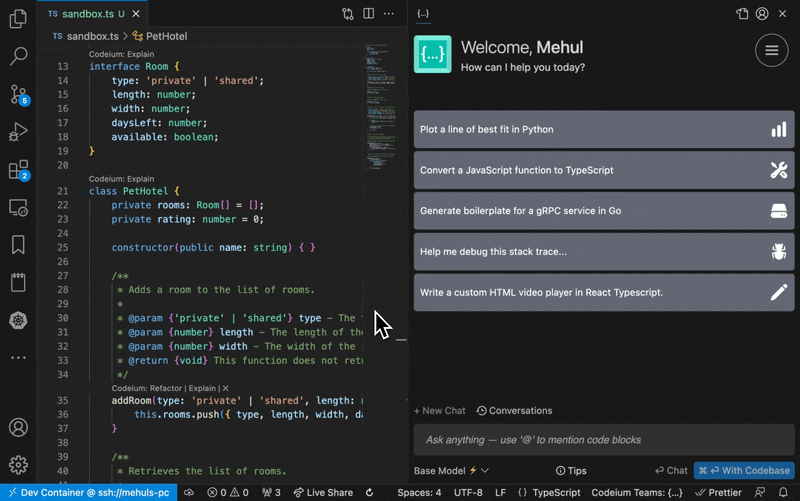 sandbox.ts U
sandbox.ts > PetHotel
Codeium: Explain
13 interface Room {
14 type: 'private' | 'shared';
15 length: number;
16 width: number;
17 daysLeft: number;
18 available: boolean;
19 }
20
Codeium: Explain
21 class PetHotel {
22 private rooms: Room[] = [];
23 private rating: number = 0;
24
25 constructor(public name: string) { }
26
27 /**
28 * Adds a room to the list of rooms.
29 *
30 * @param {'private' | 'shared'} type – The
31 * @param {number} length – The length of the
32 * @param {number} width – The width of the
33 * @return {void} This function does not retu
34 */
Codeium: Refactor | Explain | X
35 addRoom(type: 'private' | 'shared', length:
36 this.rooms.push({ type, length, width, da
37 }
38
39 /**
40 * Retrieves the list of rooms.
TS
TS
5
2
{...}
{...}
Welcome, Mehul
How can I help you today?
Plot a line of best fit in Python
Convert a JavaScript function to TypeScript
Generate boilerplate for a gRPC service in Go
Help me debug this stack trace...
Write a custom HTML video player in React Typescript.
+ New Chat Conversations
Ask anything — use '@' to mention code blocks
Base Model Tips Chat ⌘ With Codebase
Dev Container @ ssh://mehuls-pc 0 0 3 Live Share Spaces: 4 UTF-8 LF {} TypeScript Codeium Teams: {...} Prettier